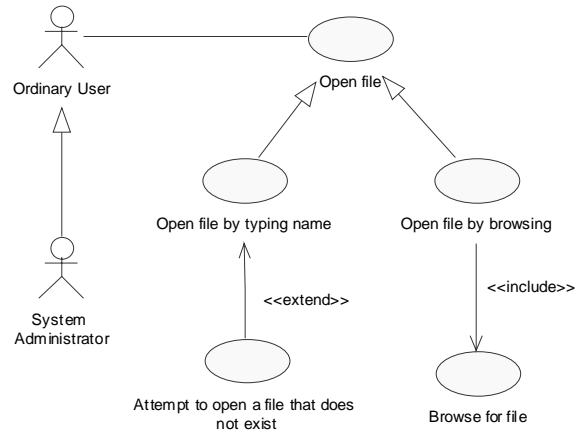 Open file
Ordinary User
Open file by typing name
Open file by browsing
<<extend>>
<<include>>
System
Administrator
Attempt to open a file that does
not exist
Browse for file